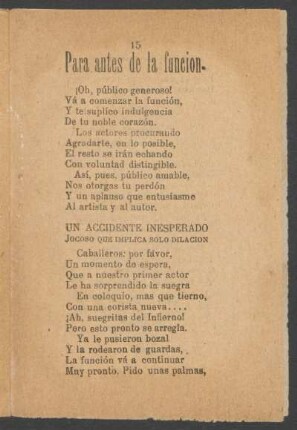 15
Para antes de la funcion.
¡Oh, público generoso!
Vá a comenzar la función,
Y te suplico indulgencia
De tu noble corazón.
Los actores procurando
Agradarte, en lo posible,
El resto se irán echando
Con voluntad distingible.
Así, pues, público amable,
Nos otorgas tu perdón
Y un aplauso que entusiasme
Al artista y al autor.
UN ACCIDENTE INESPERADO
JOCOSO QUE IMPLICA SOLO DILACION
Caballeros: por fávor,
Un momento de espera,
Que a nuestro primer actor
Le ha sorprendido la suegra
En coloquio, mas que tierno,
Con una corista nueva....
¡Ah, suegritas del Infierno!
Pero esto pronto se arregla.
Ya le pusieron bozal
Y la rodearon de guardas,
La función vá a continuar
May pronto. Pido unas palmas,